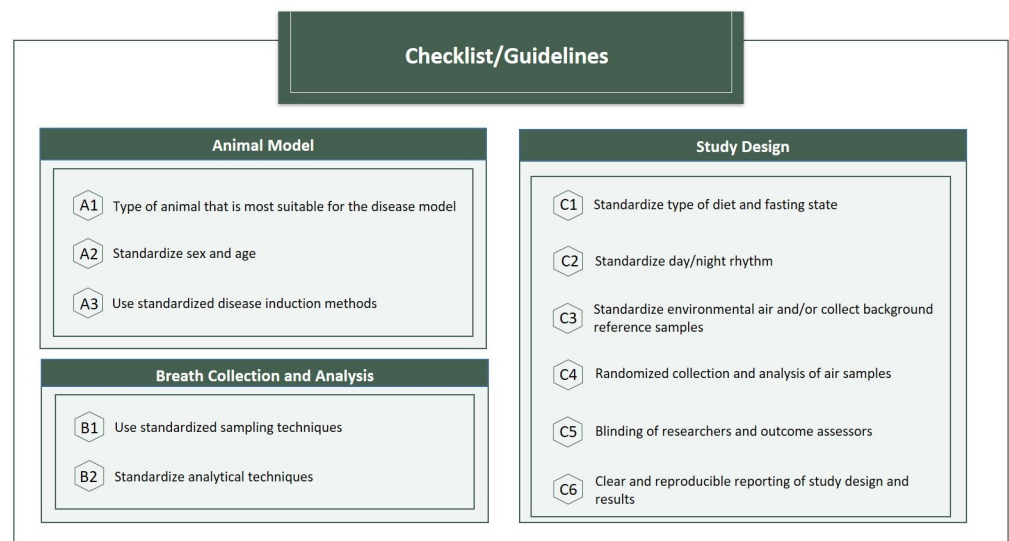 Checklist/Guidelines
Animal Model
A1 Type of animal that is most suitable for the disease model
A2 Standardize sex and age
A3 Use standardized disease induction methods
Breath Collection and Analysis
B1 Use standardized sampling techniques
B2 Standardize analytical techniques
Study Design
C1 Standardize type of diet and fasting state
C2 Standardize day/night rhythm
C3 Standardize environmental air and/or collect background
reference samples
C4 Randomized collection and analysis of air samples
C5 Blinding of researchers and outcome assessors
C6 Clear and reproducible reporting of study design and
results